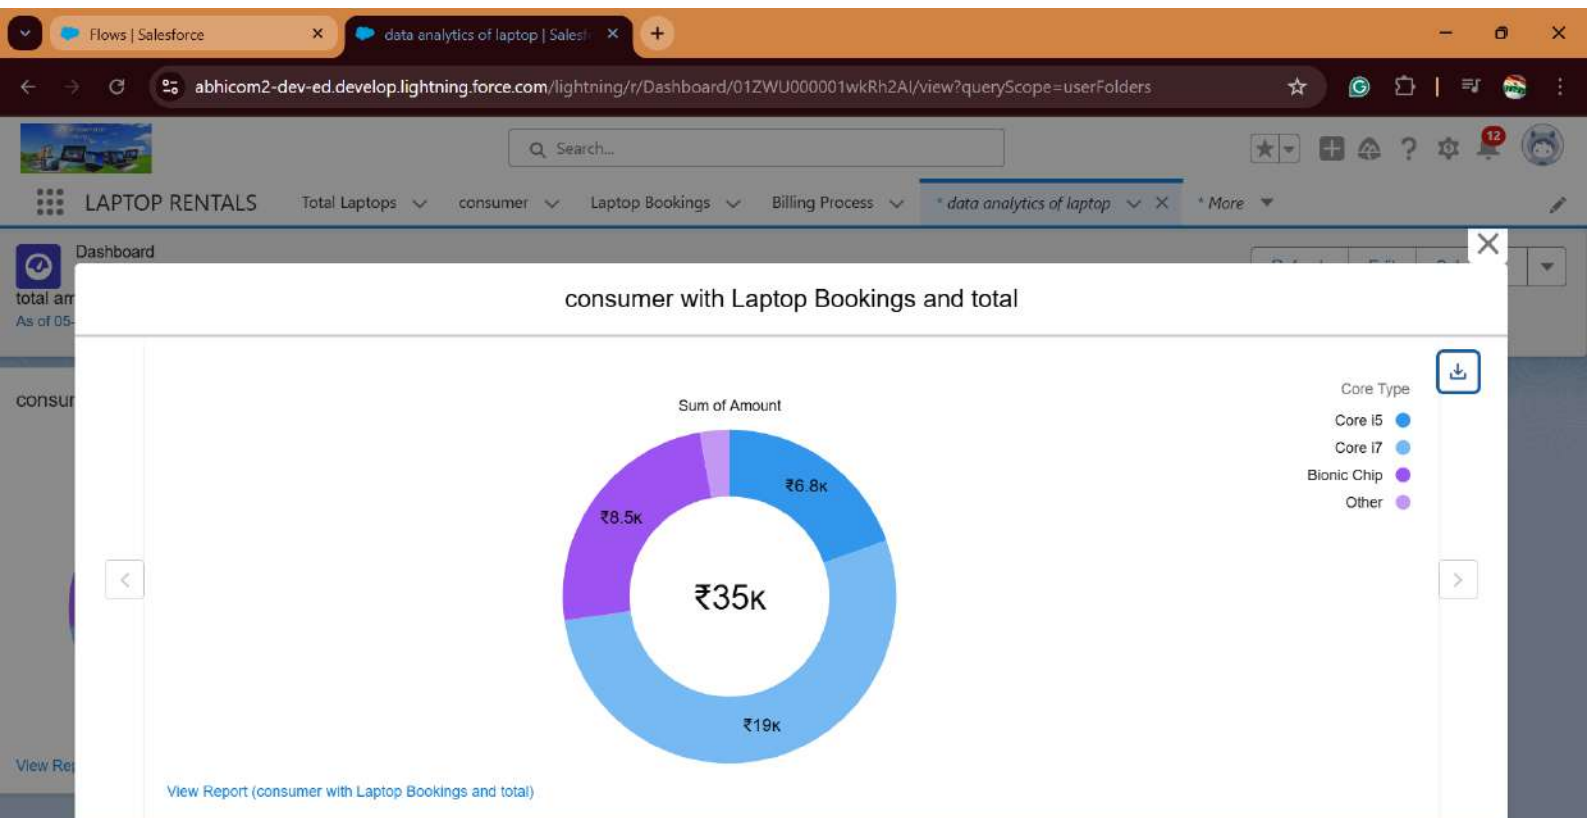 Flows | Salesforce
data analytics of laptop | Salesf
abhicom2-dev-ed.develop.lightning.force.com/lightning/r/Dashboard/01ZWU000001wkRh2AI/view?queryScope=userFolders
Search...
12
LAPTOP RENTALS Total Laptops consumer Laptop Bookings Billing Process * data analytics of laptop * More
Dashboard
total am
As of 05-
consumer with Laptop Bookings and total
consur
Sum of Amount
Core Type
Core i5
Core i7
Bionic Chip
Other
₹6.8K
₹8.5K
₹35K
₹19K
View Rep
View Report (consumer with Laptop Bookings and total)